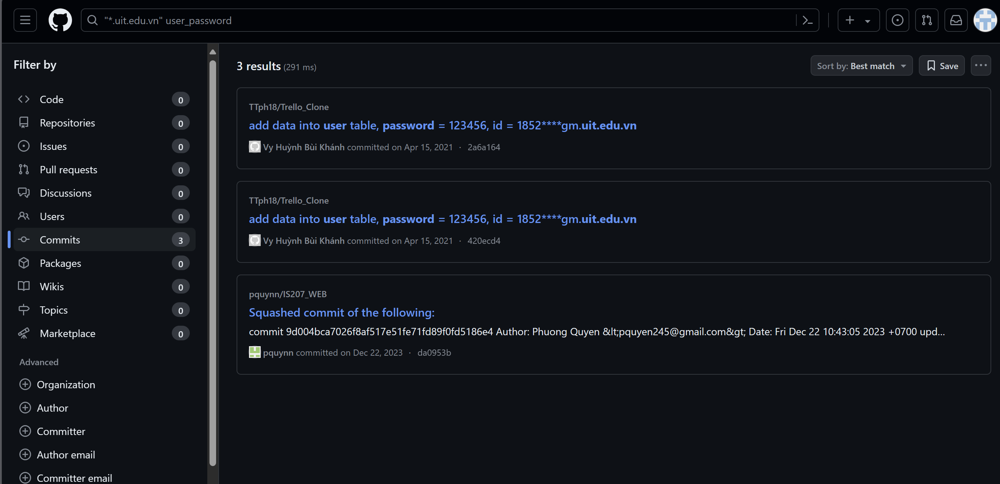 "*.uit.edu.vn" user_password
Filter by
Code 0
Repositories 0
Issues 0
Pull requests 0
Discussions 0
Users 0
Commits 3
Packages 0
Wikis 0
Topics 0
Marketplace 0
Advanced
Organization
Author
Committer
Author email
Committer email
3 results (291 ms)
Sort by: Best match
Save
TTph18/Trello_Clone
add data into user table, password = 123456, id = 1852****gm.uit.edu.vn
Vy Huỳnh Bùi Khánh committed on Apr 15, 2021 · 2a6a164
TTph18/Trello_Clone
add data into user table, password = 123456, id = 1852****gm.uit.edu.vn
Vy Huỳnh Bùi Khánh committed on Apr 15, 2021 · 420ecd4
pquynn/IS207_WEB
Squashed commit of the following:
commit 9d004bca7026f8af517e51fe71fd89f0fd5186e4 Author: Phuong Quyen &lt;pquyen245@gmail.com&gt; Date: Fri Dec 22 10:43:05 2023 +0700 upd...
pquynn committed on Dec 22, 2023 · da0953b